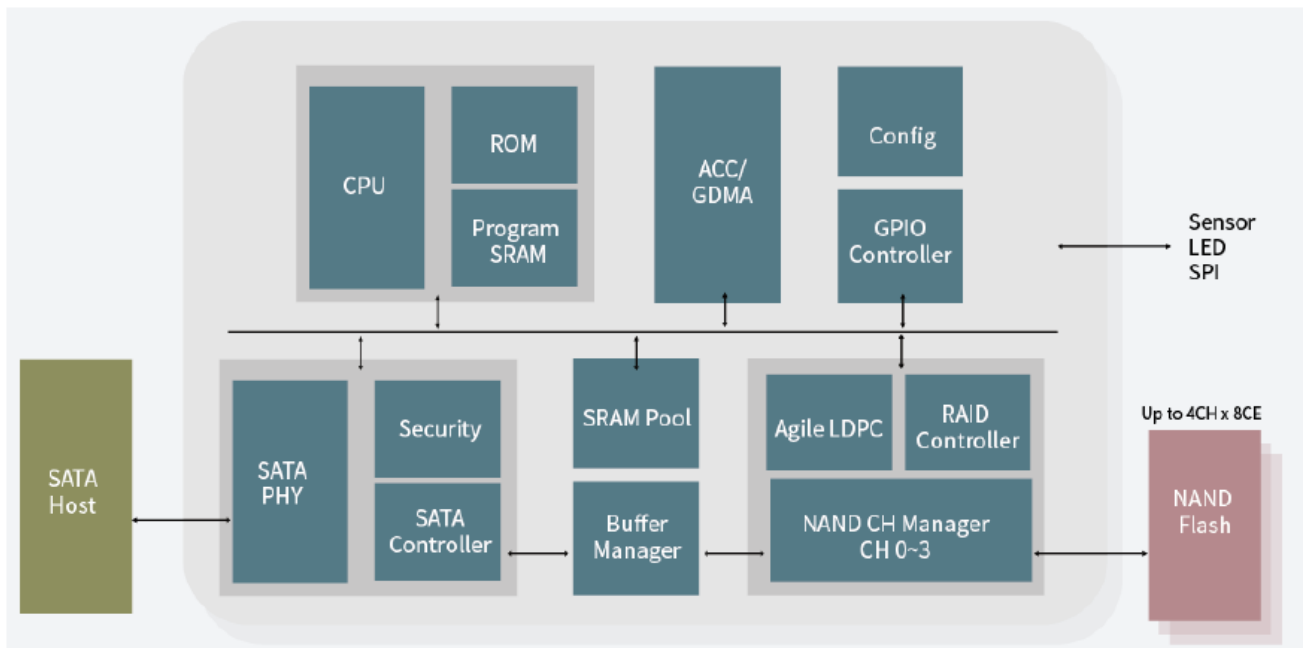 CPU
ROM
Program
SRAM
ACC/
GDMA
Config
GPIO
Controller
Sensor
LED
SPI
SATA
Host
SATA
PHY
Security
SATA
Controller
SRAM Pool
Buffer
Manager
Agile LDPC
RAID
Controller
NAND CH Manager
CH 0~3
Up to 4CH x 8CE
NAND
Flash